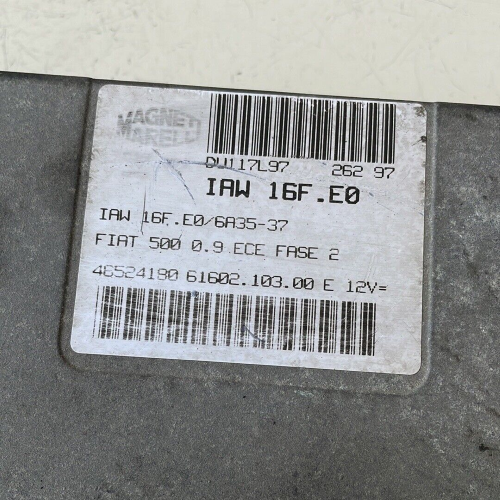 MAGNETI
MARELLI
DW117L97 262 97
IAW 16F.E0
IAW 16F.E0/6A35-37
FIAT 500 0.9 ECE FASE 2
46524180 61602.103.00 E 12V=